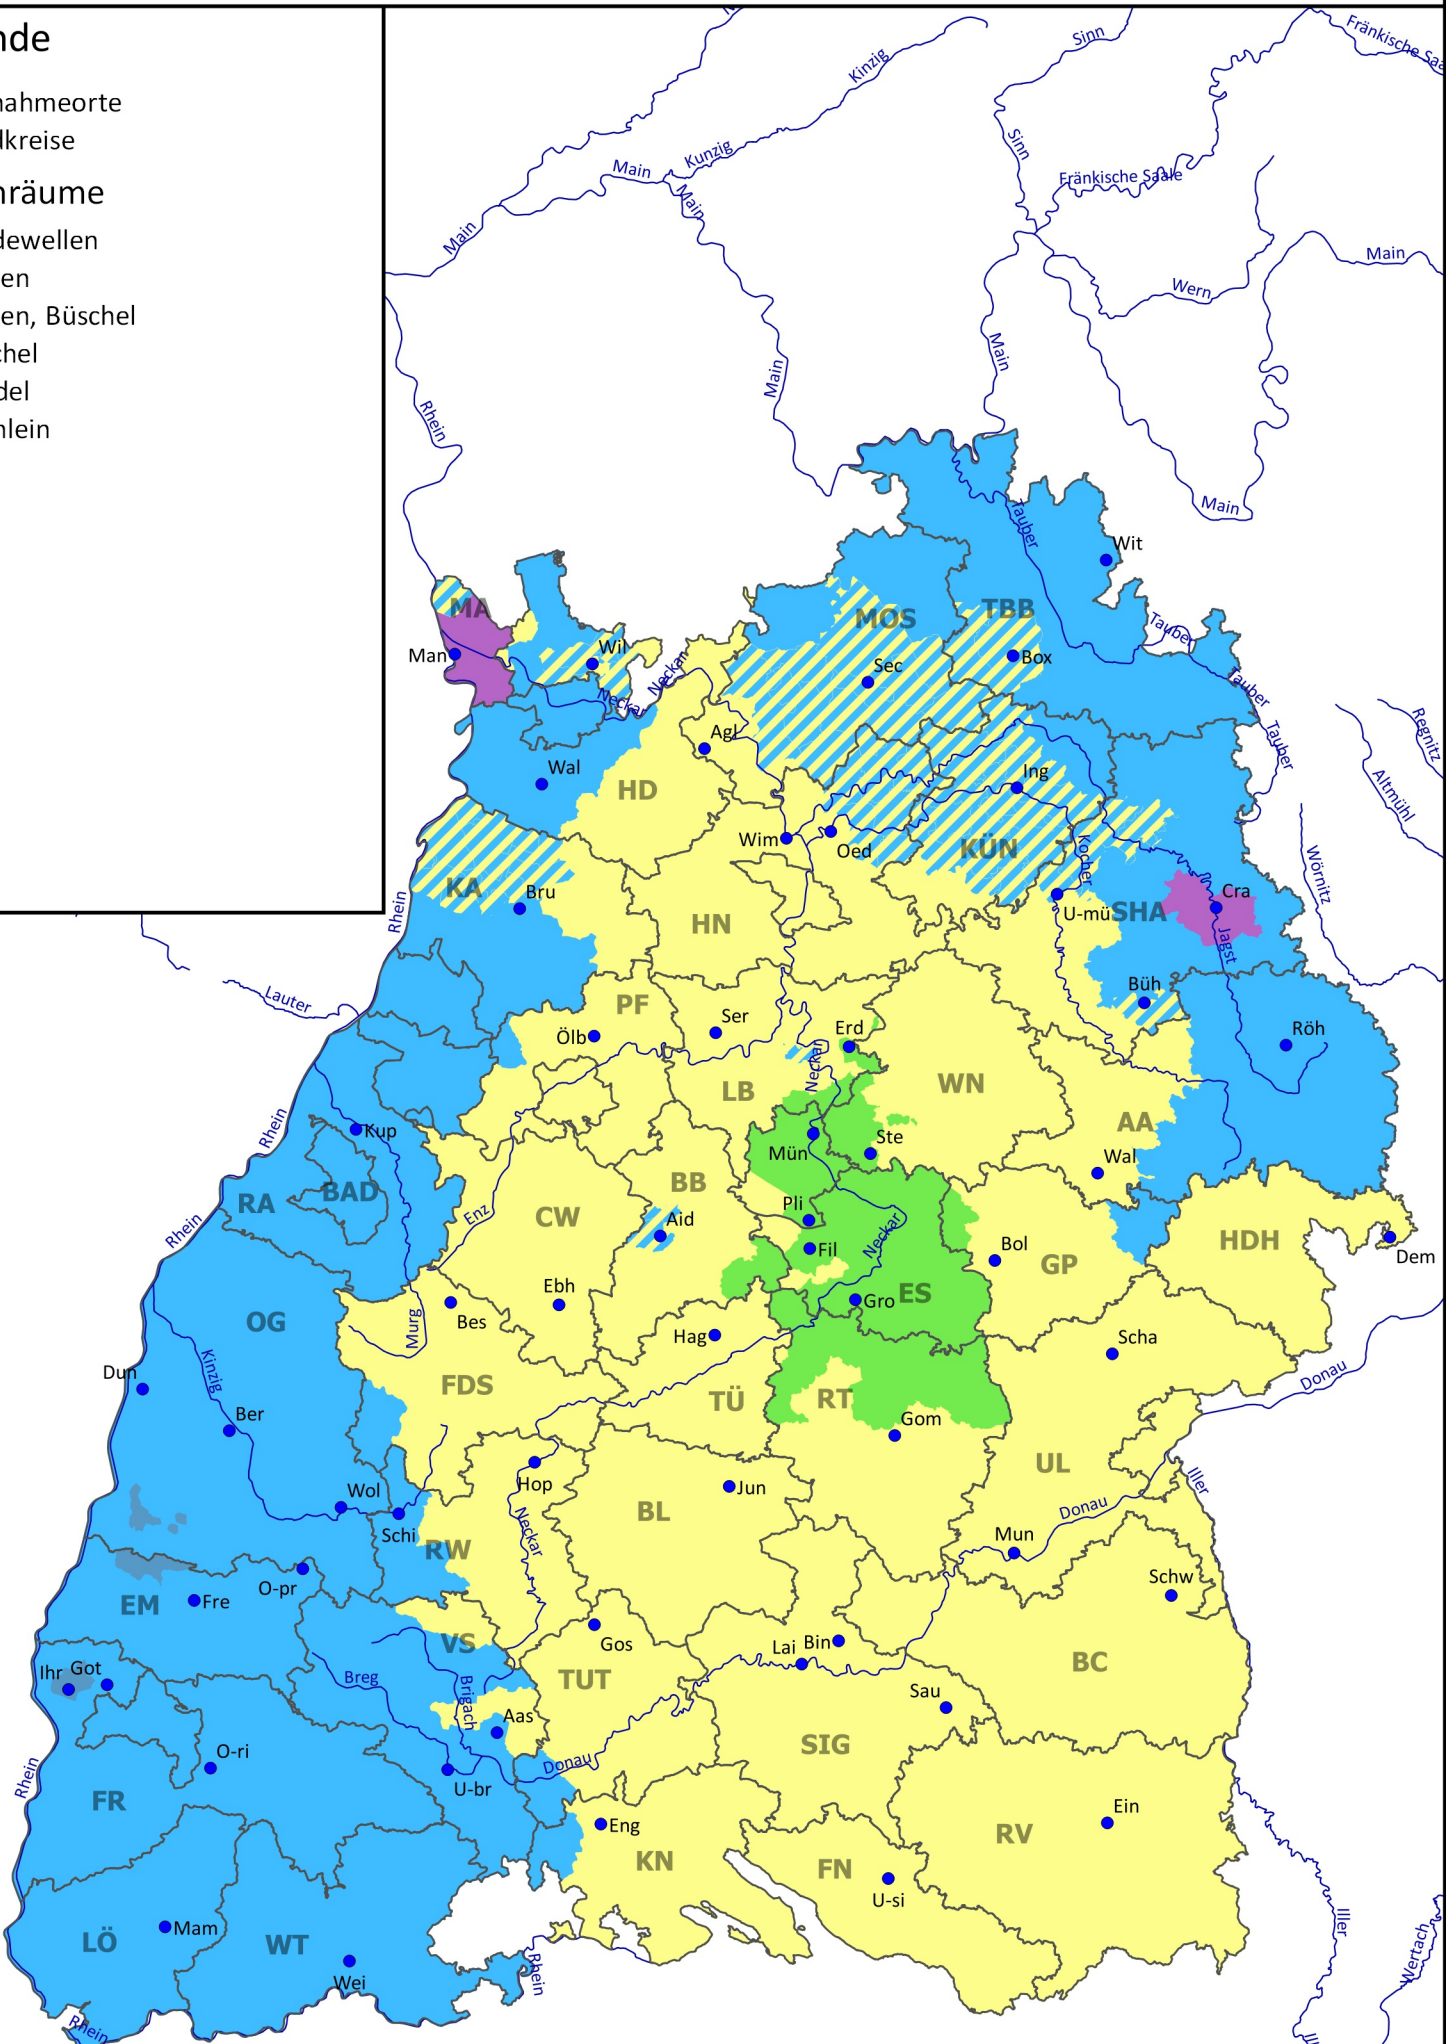 nde
nahmeorte
dkreise
nräume
dewellen
en
en, Büschel
chel
del
nlein
Sinn
Fränkische Saa
Kinzig
Sinn
Kunzig
Main
Fränkische Saale
Main
Main
Main
Wern
Main
Main
Rhein
Main
Tauber
Wit
MA
MOS
TBB
Tauber
Man
Wil
Neckar
Sec
Box
Neckar
Tauber
Regnitz
Agl
Tauber
Wal
HD
Ing
Altmühl
Wim
Oed
KÜN
Kocher
Wörnitz
KA
Bru
Rhein
HN
U-mü
SHA
Cra
Jagst
Lauter
PF
Büh
Ölb
Ser
Erd
Röh
Neckar
LB
WN
AA
Rhein
Kup
Mün
Ste
Wal
RA
BAD
BB
Enz
CW
Pli
Aid
Rhein
Neckar
Fil
Bol
GP
HDH
Dem
Ebh
ES
Gro
OG
Bes
Murg
Hag
Scha
Dun
Kinzig
FDS
TÜ
RT
Donau
Ber
Gom
UL
Iller
Wol
Hop
Jun
Schi
Neckar
BL
Donau
Mun
RW
O-pr
Schw
EM
Fre
VS
Gos
Lai
Bin
BC
Ihr
Got
Breg
Brigach
TUT
Sau
Aas
SIG
O-ri
Donau
U-br
Rhein
FR
Eng
Ein
RV
KN
FN
U-si
Mam
LÖ
WT
Wei
Rhein
Iller
Wertach
Rhein